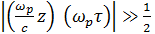 |(ω_p/c z) (ω_p τ)| ≫ 1/2